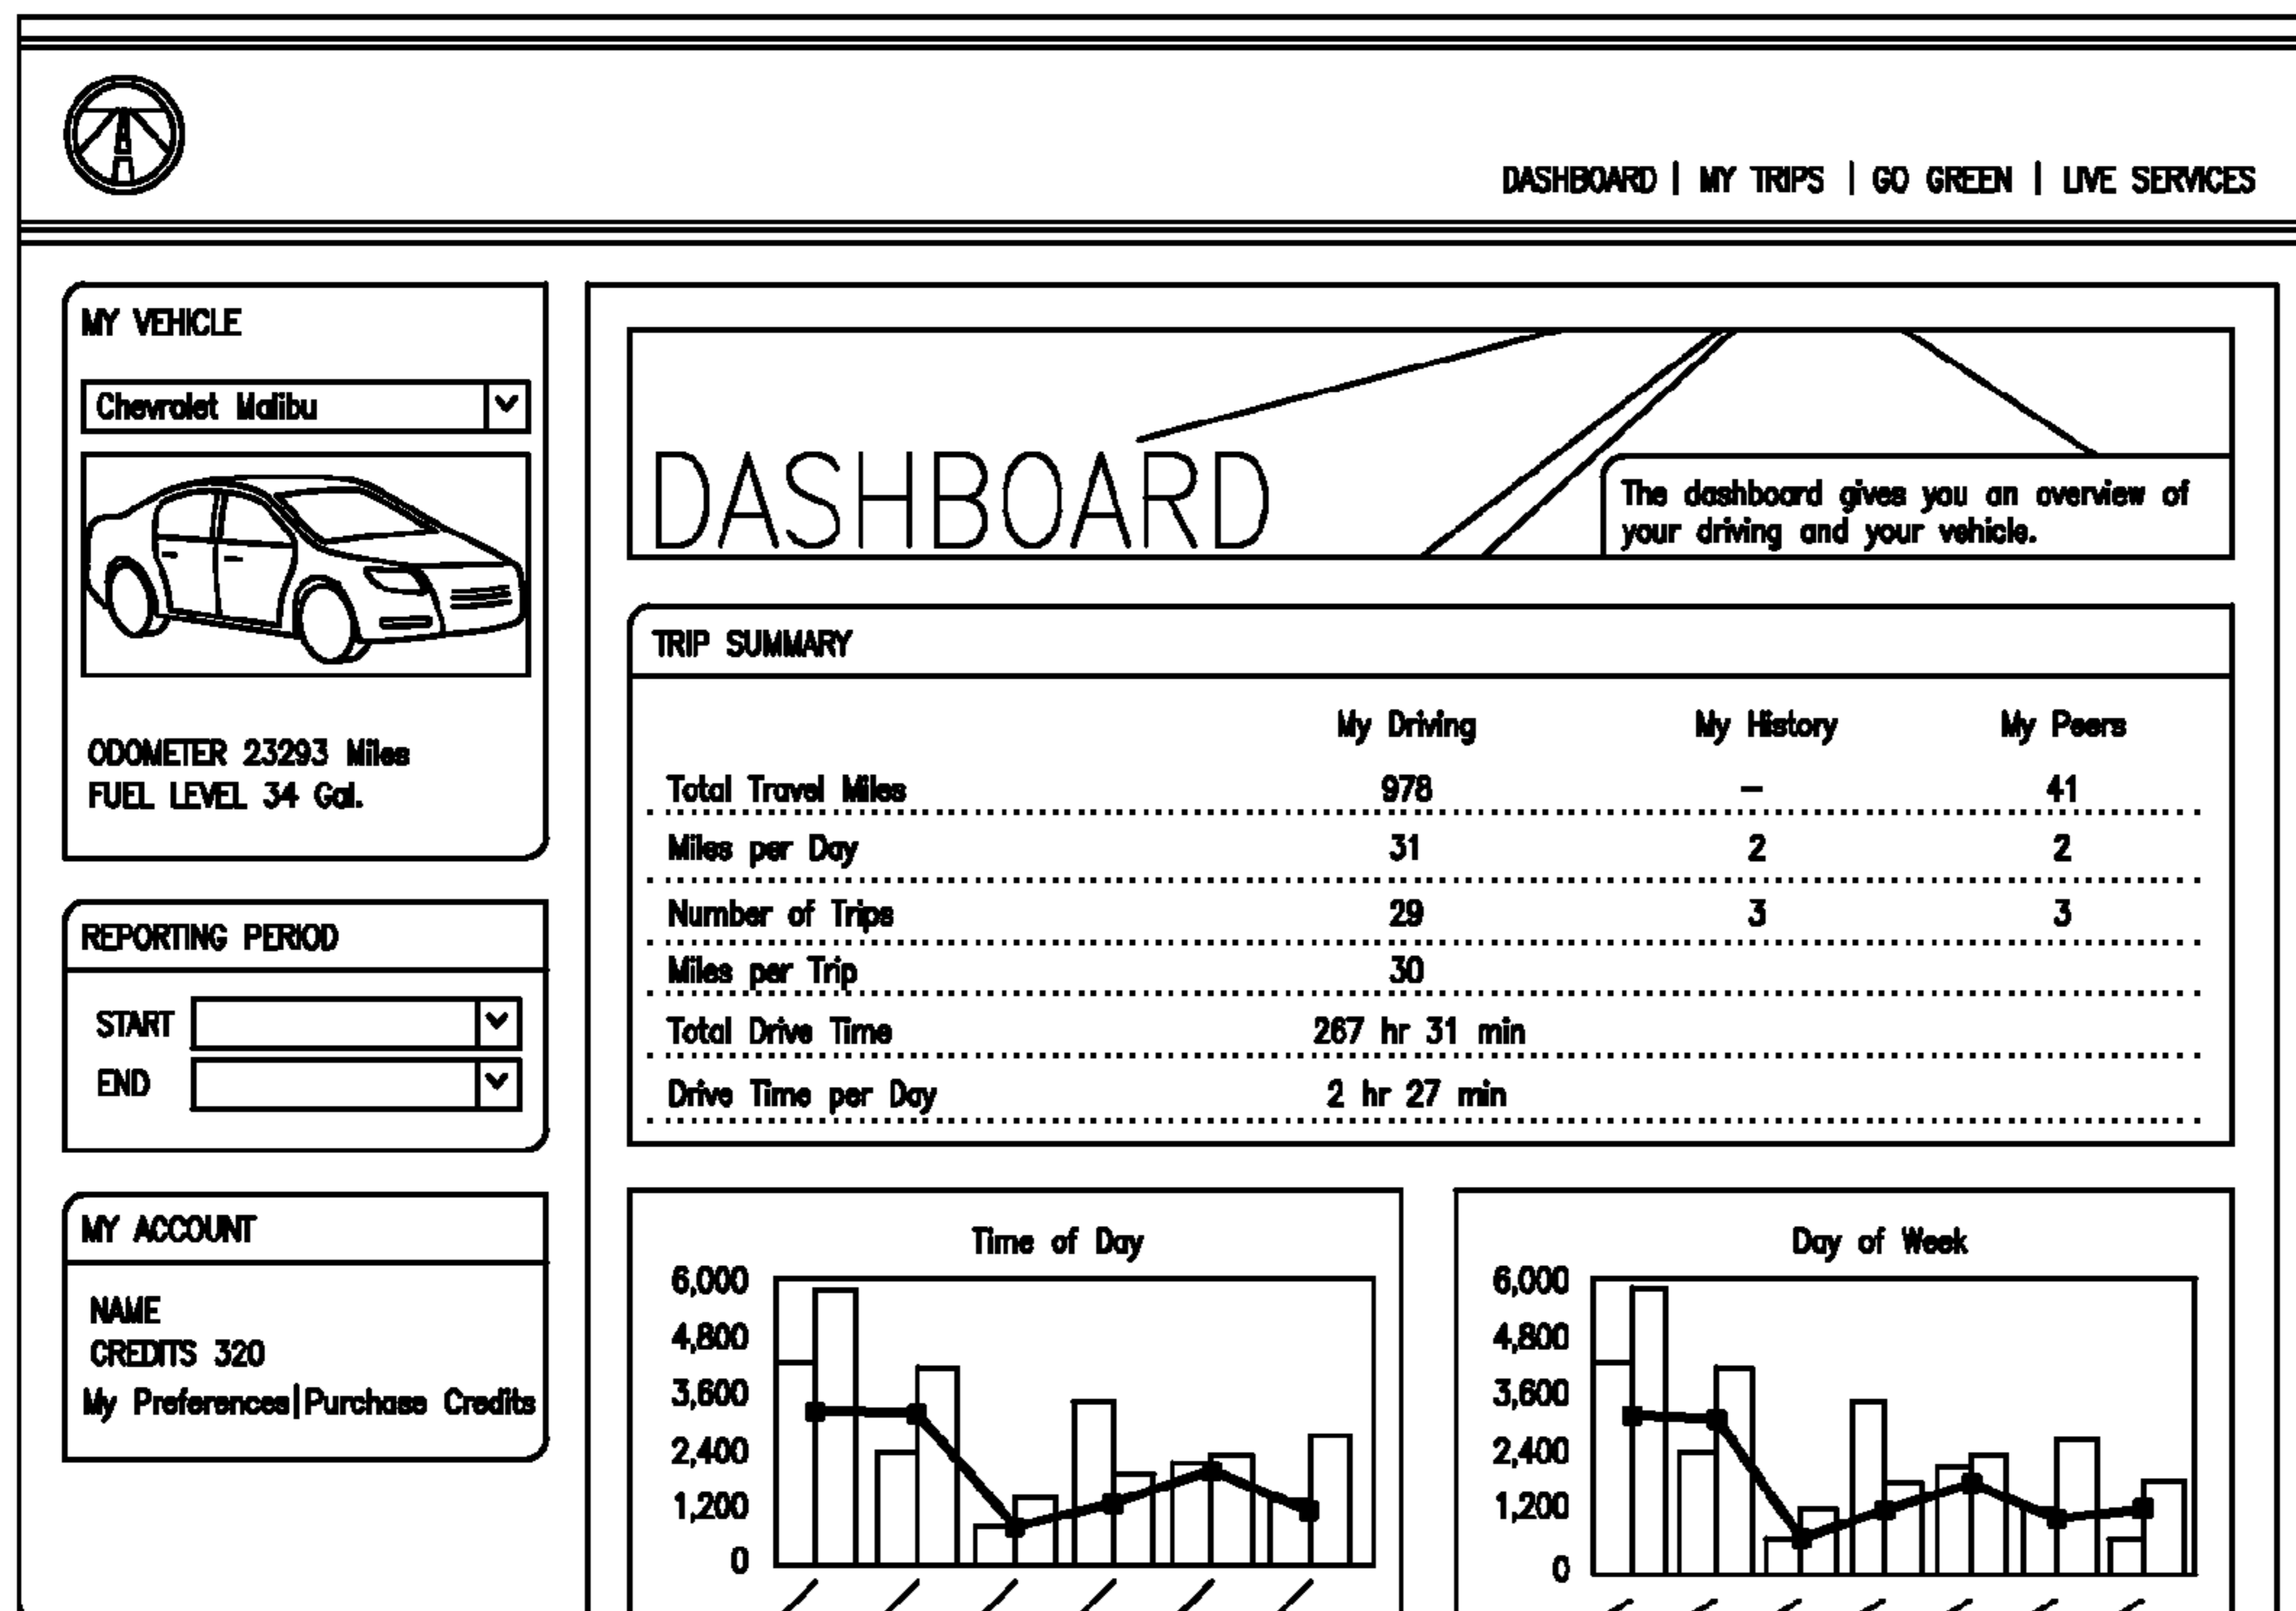 DASHBOARD | MY TRIPS | GO GREEN | LIVE SERVICES
MY VEHICLE
Chevrolet Malibu
ODOMETER 23293 Miles
FUEL LEVEL 34 Gal.
REPORTING PERIOD
START
END
MY ACCOUNT
NAME
CREDITS 320
My Preferences|Purchase Credits
DASHBOARD
The dashboard gives you an overview of
your driving and your vehicle.
TRIP SUMMARY
My Driving My History My Peers
Total Travel Miles 978 – 41
Miles per Day 31 2 2
Number of Trips 29 3 3
Miles per Trip 30
Total Drive Time 267 hr 31 min
Drive Time per Day 2 hr 27 min
Time of Day
6,000
4,800
3,600
2,400
1,200
0
Day of Week
6,000
4,800
3,600
2,400
1,200
0